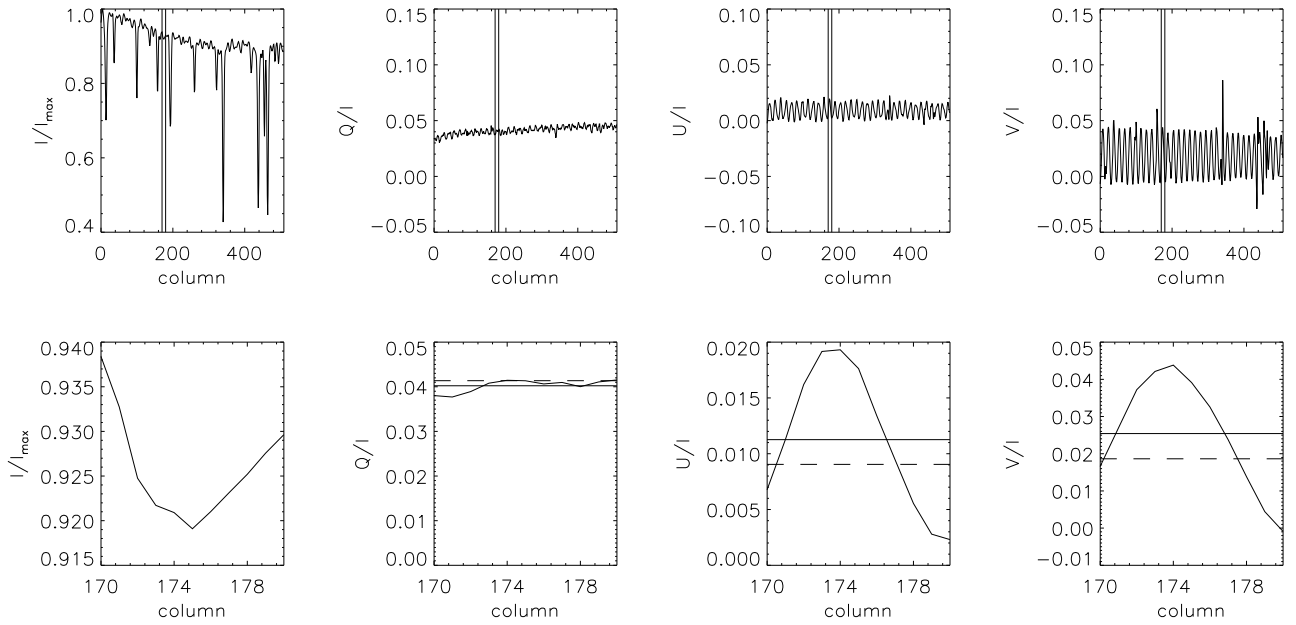 I/Imax
1.0
0.8
0.6
0.4
0 200 400
column
Q/I
0.15
0.10
0.05
0.00
−0.05
0 200 400
column
U/I
0.10
0.05
0.00
−0.05
−0.10
0 200 400
column
V/I
0.15
0.10
0.05
0.00
−0.05
0 200 400
column
I/Imax
0.940
0.935
0.930
0.925
0.920
0.915
170 174 178
column
Q/I
0.05
0.04
0.03
0.02
0.01
0.00
170 174 178
column
U/I
0.020
0.015
0.010
0.005
0.000
170 174 178
column
V/I
0.05
0.04
0.03
0.02
0.01
0.00
−0.01
170 174 178
column